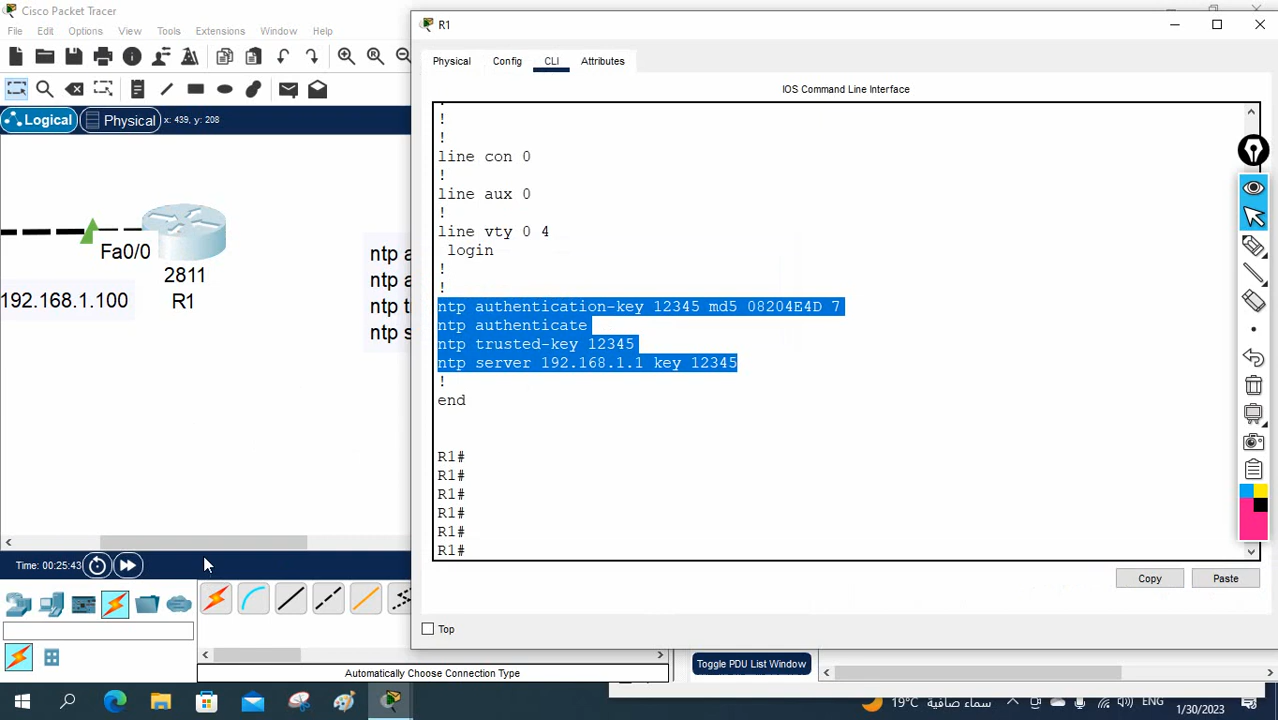 Cisco Packet Tracer
File Edit Options View Tools Extensions Window Help
Logical Physical x: 439, y: 208
Fa0/0
2811
R1
192.168.1.100
ntp a
ntp a
ntp t
ntp s
Time: 00:25:43
Automatically Choose Connection Type
R1
Physical Config CLI Attributes
IOS Command Line Interface
!
!
line con 0
!
line aux 0
!
line vty 0 4
login
!
!
ntp authentication-key 12345 md5 08204E4D 7
ntp authenticate
ntp trusted-key 12345
ntp server 192.168.1.1 key 12345
!
end
R1#
R1#
R1#
R1#
R1#
R1#
Copy Paste
Top
Toggle PDU List Window
19°C سماء صافية ENG
1/30/2023